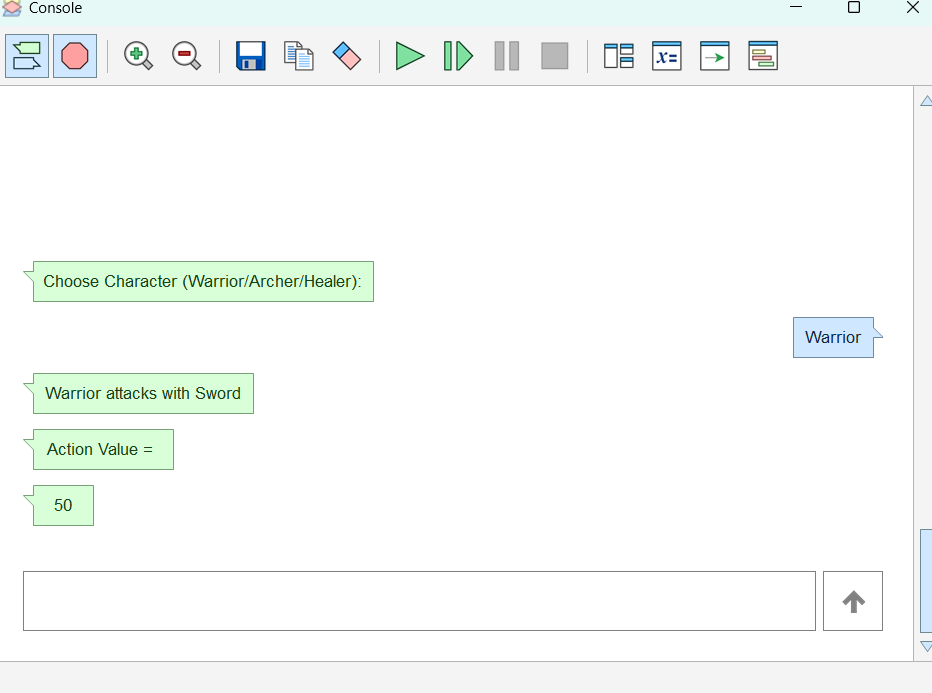 Console
x=
Choose Character (Warrior/Archer/Healer):
Warrior
Warrior attacks with Sword
Action Value =
50